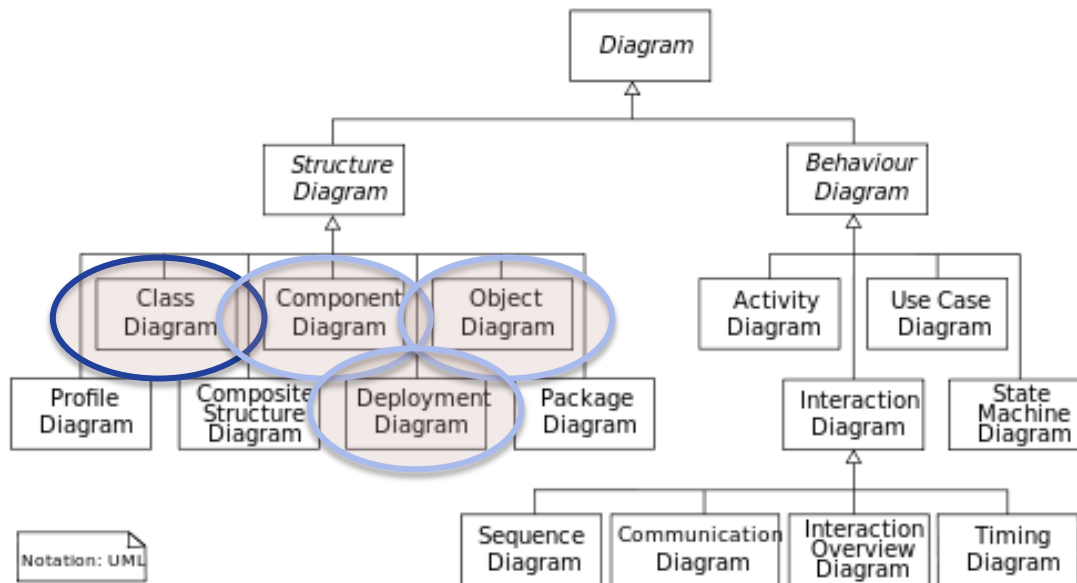 Diagram
Structure
Diagram
Behaviour
Diagram
Class
Diagram
Component
Diagram
Object
Diagram
Activity
Diagram
Use Case
Diagram
Profile
Diagram
Composite
Structure
Diagram
Deployment
Diagram
Package
Diagram
Interaction
Diagram
State
Machine
Diagram
Sequence
Diagram
Communication
Diagram
Interaction
Overview
Diagram
Timing
Diagram
Notation: UML